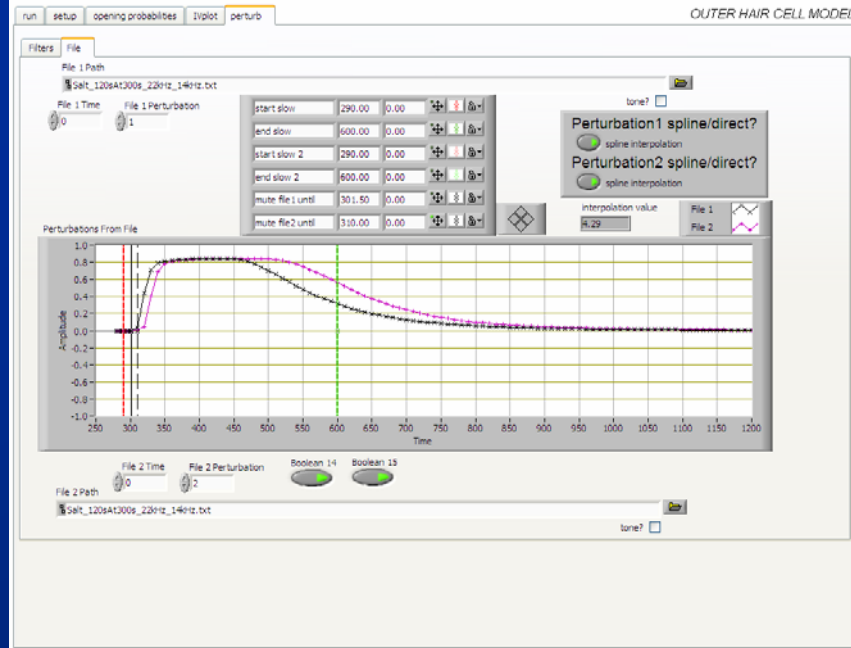 OUTER HAIR CELL MODEL
run setup opening probabilities IVplot perturb
Filters File
File 1 Path
Salt_120sAt300s_22kHz_14kHz.txt
tone?
File 1 Time File 1 Perturbation
0 1
start slow 290.00 0.00
end slow 600.00 0.00
start slow 2 290.00 0.00
end slow 2 600.00 0.00
mute file1 until 301.50 0.00
mute file2 until 310.00 0.00
Perturbation1 spline/direct?
spline interpolation
Perturbation2 spline/direct?
spline interpolation
interpolation value
4.29
File 1
File 2
Perturbations From File
Amplitude
1.0
0.8
0.6
0.4
0.2
0.0
-0.2
-0.4
-0.6
-0.8
-1.0
250 300 350 400 450 500 550 600 650 700 750 800 850 900 950 1000 1050 1100 1150 1200
Time
File 2 Time File 2 Perturbation Boolean 14 Boolean 15
0 2
File 2 Path
Salt_120sAt300s_22kHz_14kHz.txt
tone?